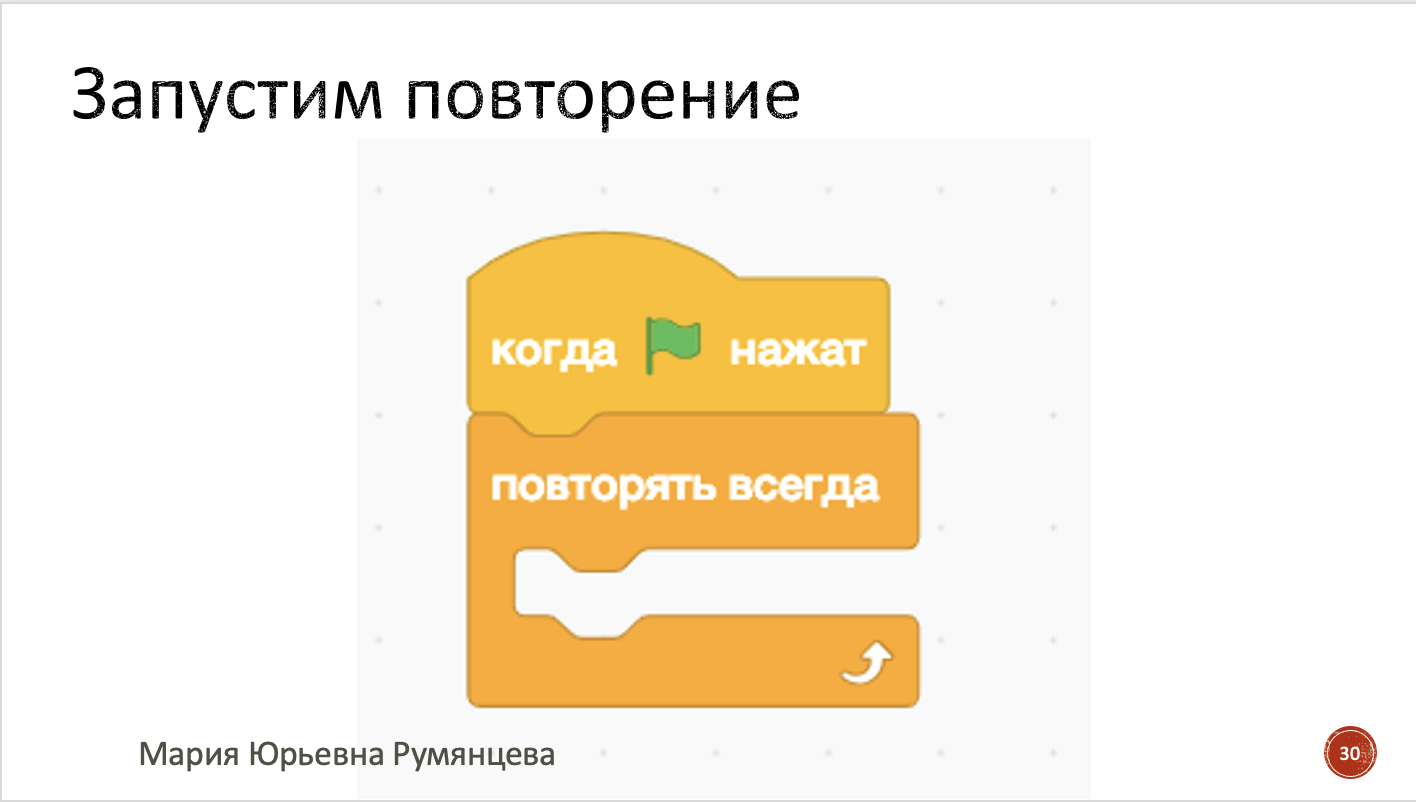 Запустим повторение
когда нажат
повторять всегда
Мария Юрьевна Румянцева
30